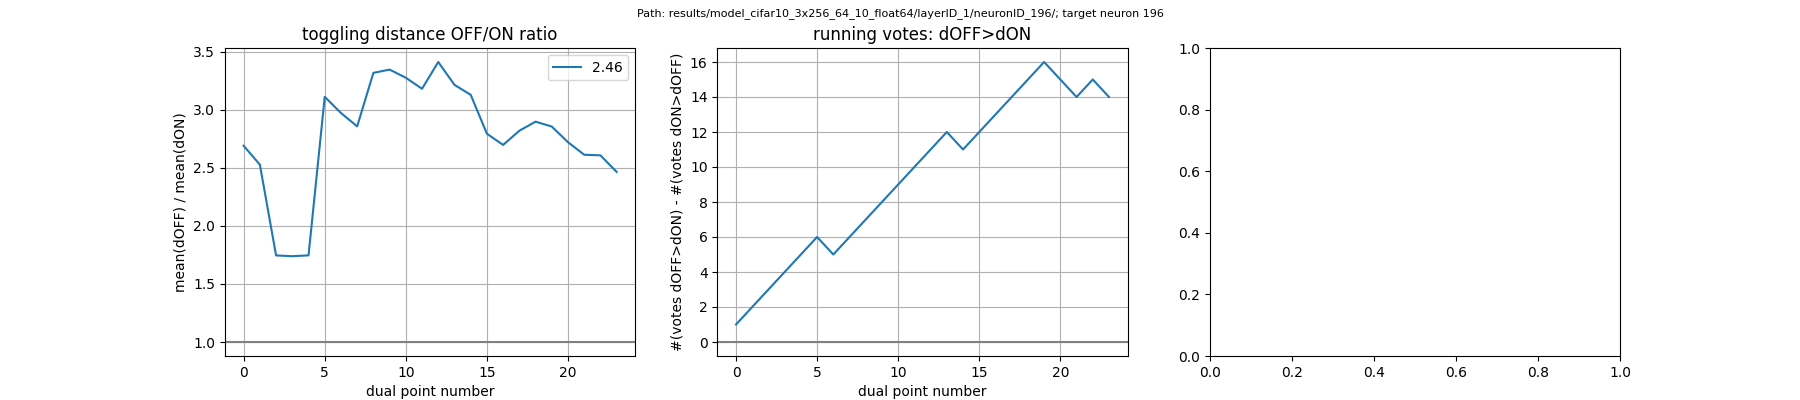 Path: results/model_cifar10_3x256_64_10_float64/layerID_1/neuronID_196/; target neuron 196
toggling distance OFF/ON ratio
mean(dOFF) / mean(dON)
3.5
3.0
2.5
2.0
1.5
1.0
2.46
0 5 10 15 20
dual point number
running votes: dOFF>dON
#(votes dOFF>dON) - #(votes dON>dOFF)
16
14
12
10
8
6
4
2
0
0 5 10 15 20
dual point number
1.0
0.8
0.6
0.4
0.2
0.0
0.0 0.2 0.4 0.6 0.8 1.0